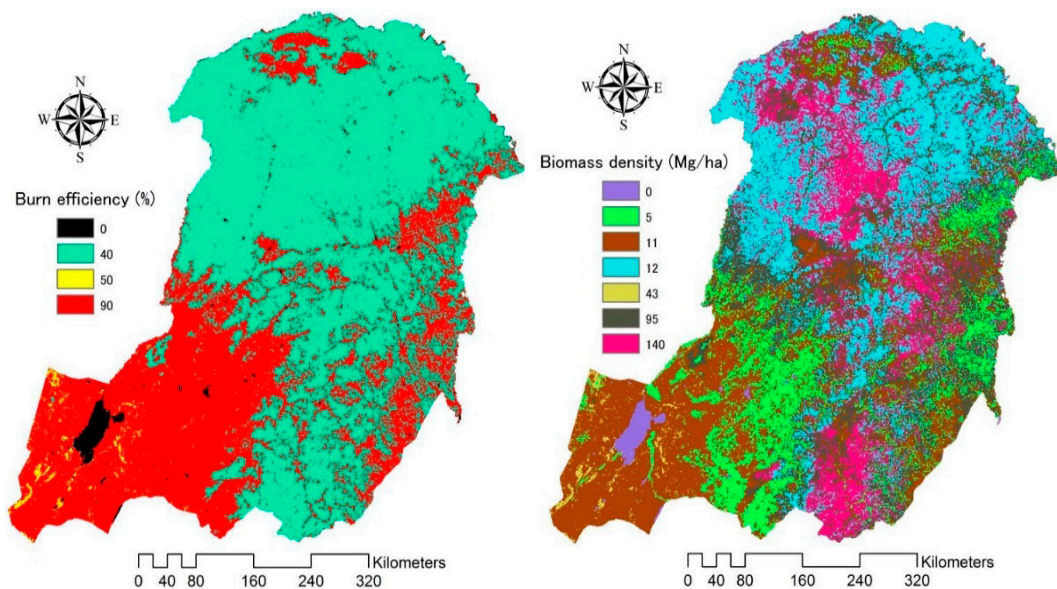 N
W E
S
Burn efficiency (%)
0
40
50
90
Kilometers
0 40 80 160 240 320
N
W E
S
Biomass density (Mg/ha)
0
5
11
12
43
95
140
Kilometers
0 40 80 160 240 320